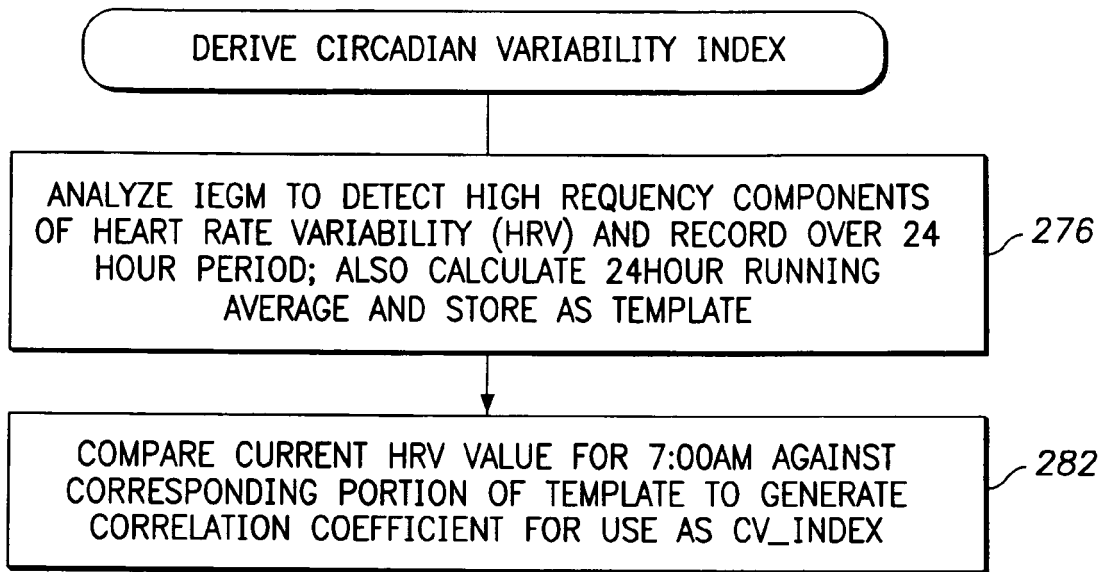 DERIVE CIRCADIAN VARIABILITY INDEX
ANALYZE IEGM TO DETECT HIGH REQUENCY COMPONENTS
OF HEART RATE VARIABILITY (HRV) AND RECORD OVER 24
HOUR PERIOD; ALSO CALCULATE 24HOUR RUNNING
AVERAGE AND STORE AS TEMPLATE
276
COMPARE CURRENT HRV VALUE FOR 7:00AM AGAINST
CORRESPONDING PORTION OF TEMPLATE TO GENERATE
CORRELATION COEFFICIENT FOR USE AS CV_INDEX
282